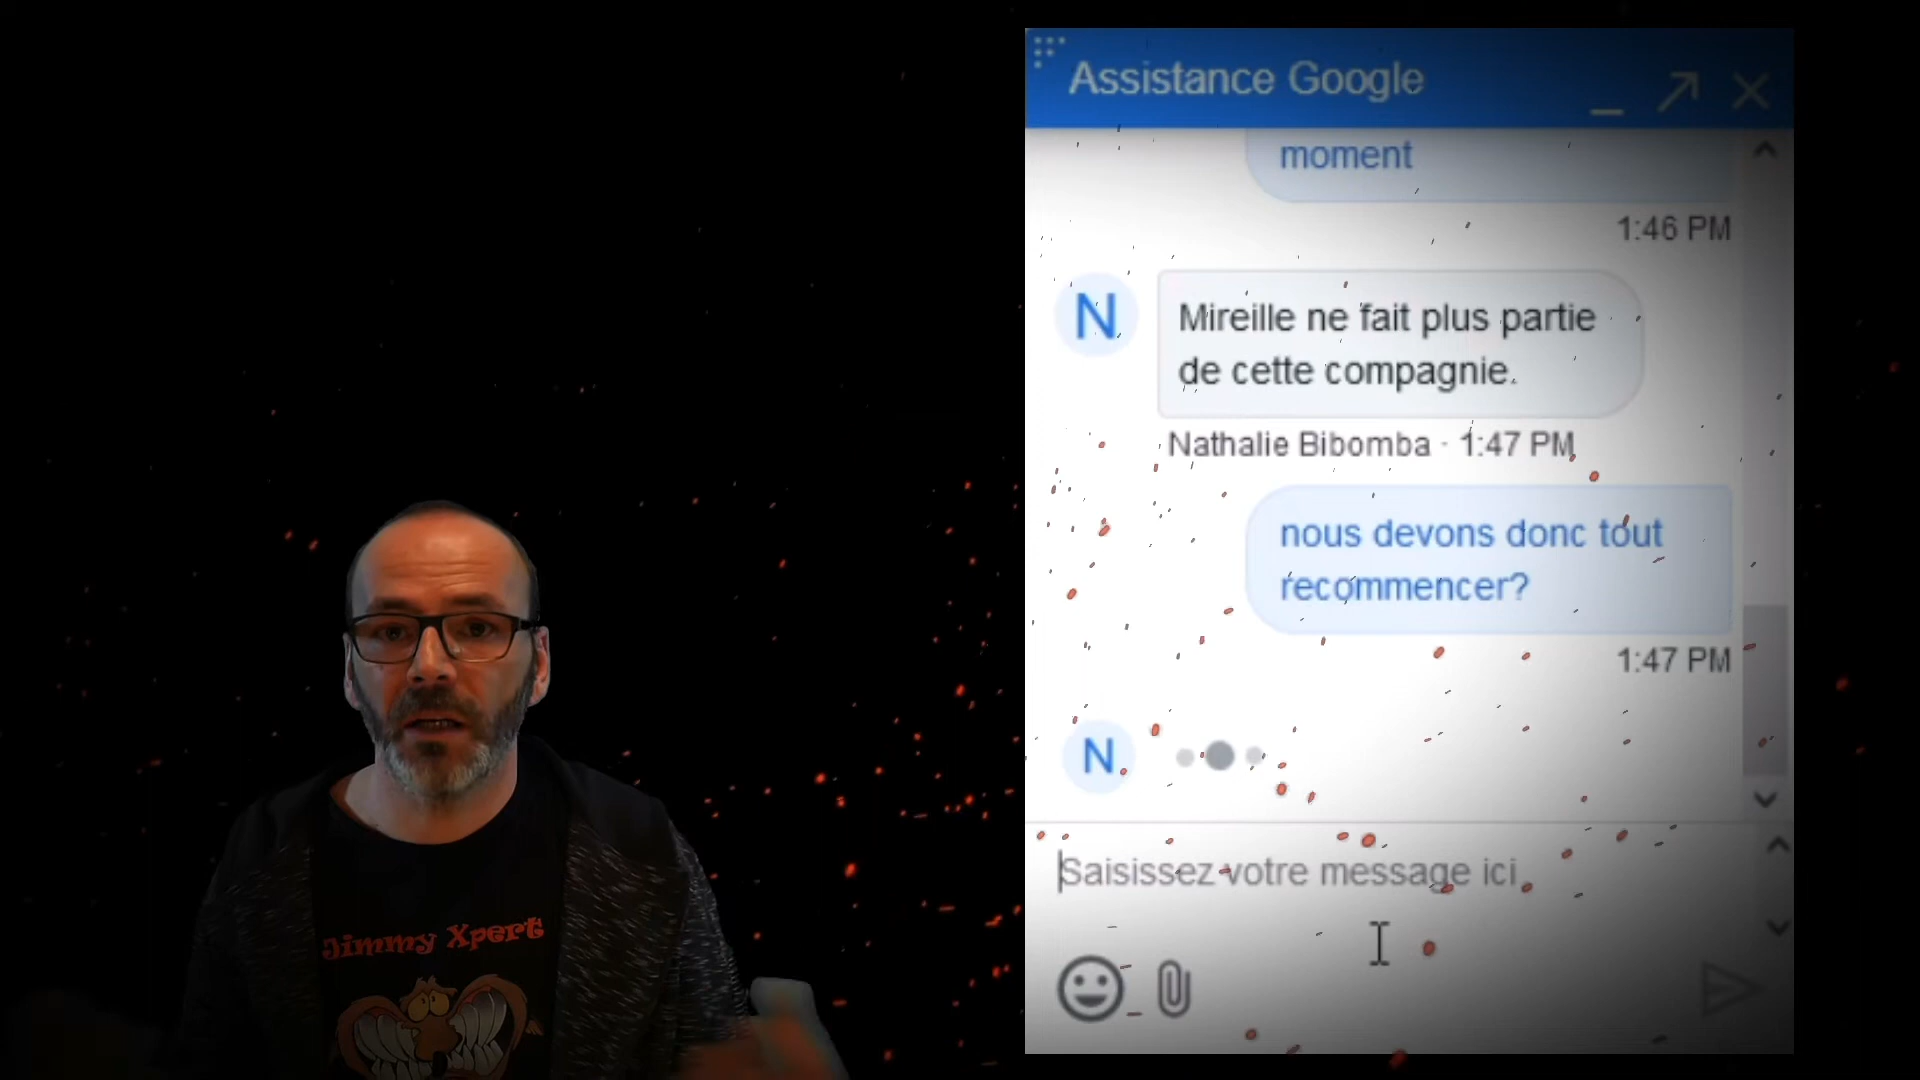 Assistance Google
moment
1:46 PM
N
Mireille ne fait plus partie
de cette compagnie.
Nathalie Bibomba · 1:47 PM
nous devons donc tout
recommencer?
1:47 PM
N
Saisissez votre message ici
Jimmy Xpert